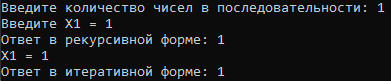 Введите количество чисел в последовательности: 1
Введите X1 = 1
Ответ в рекурсивной форме: 1
X1 = 1
Ответ в итеративной форме: 1